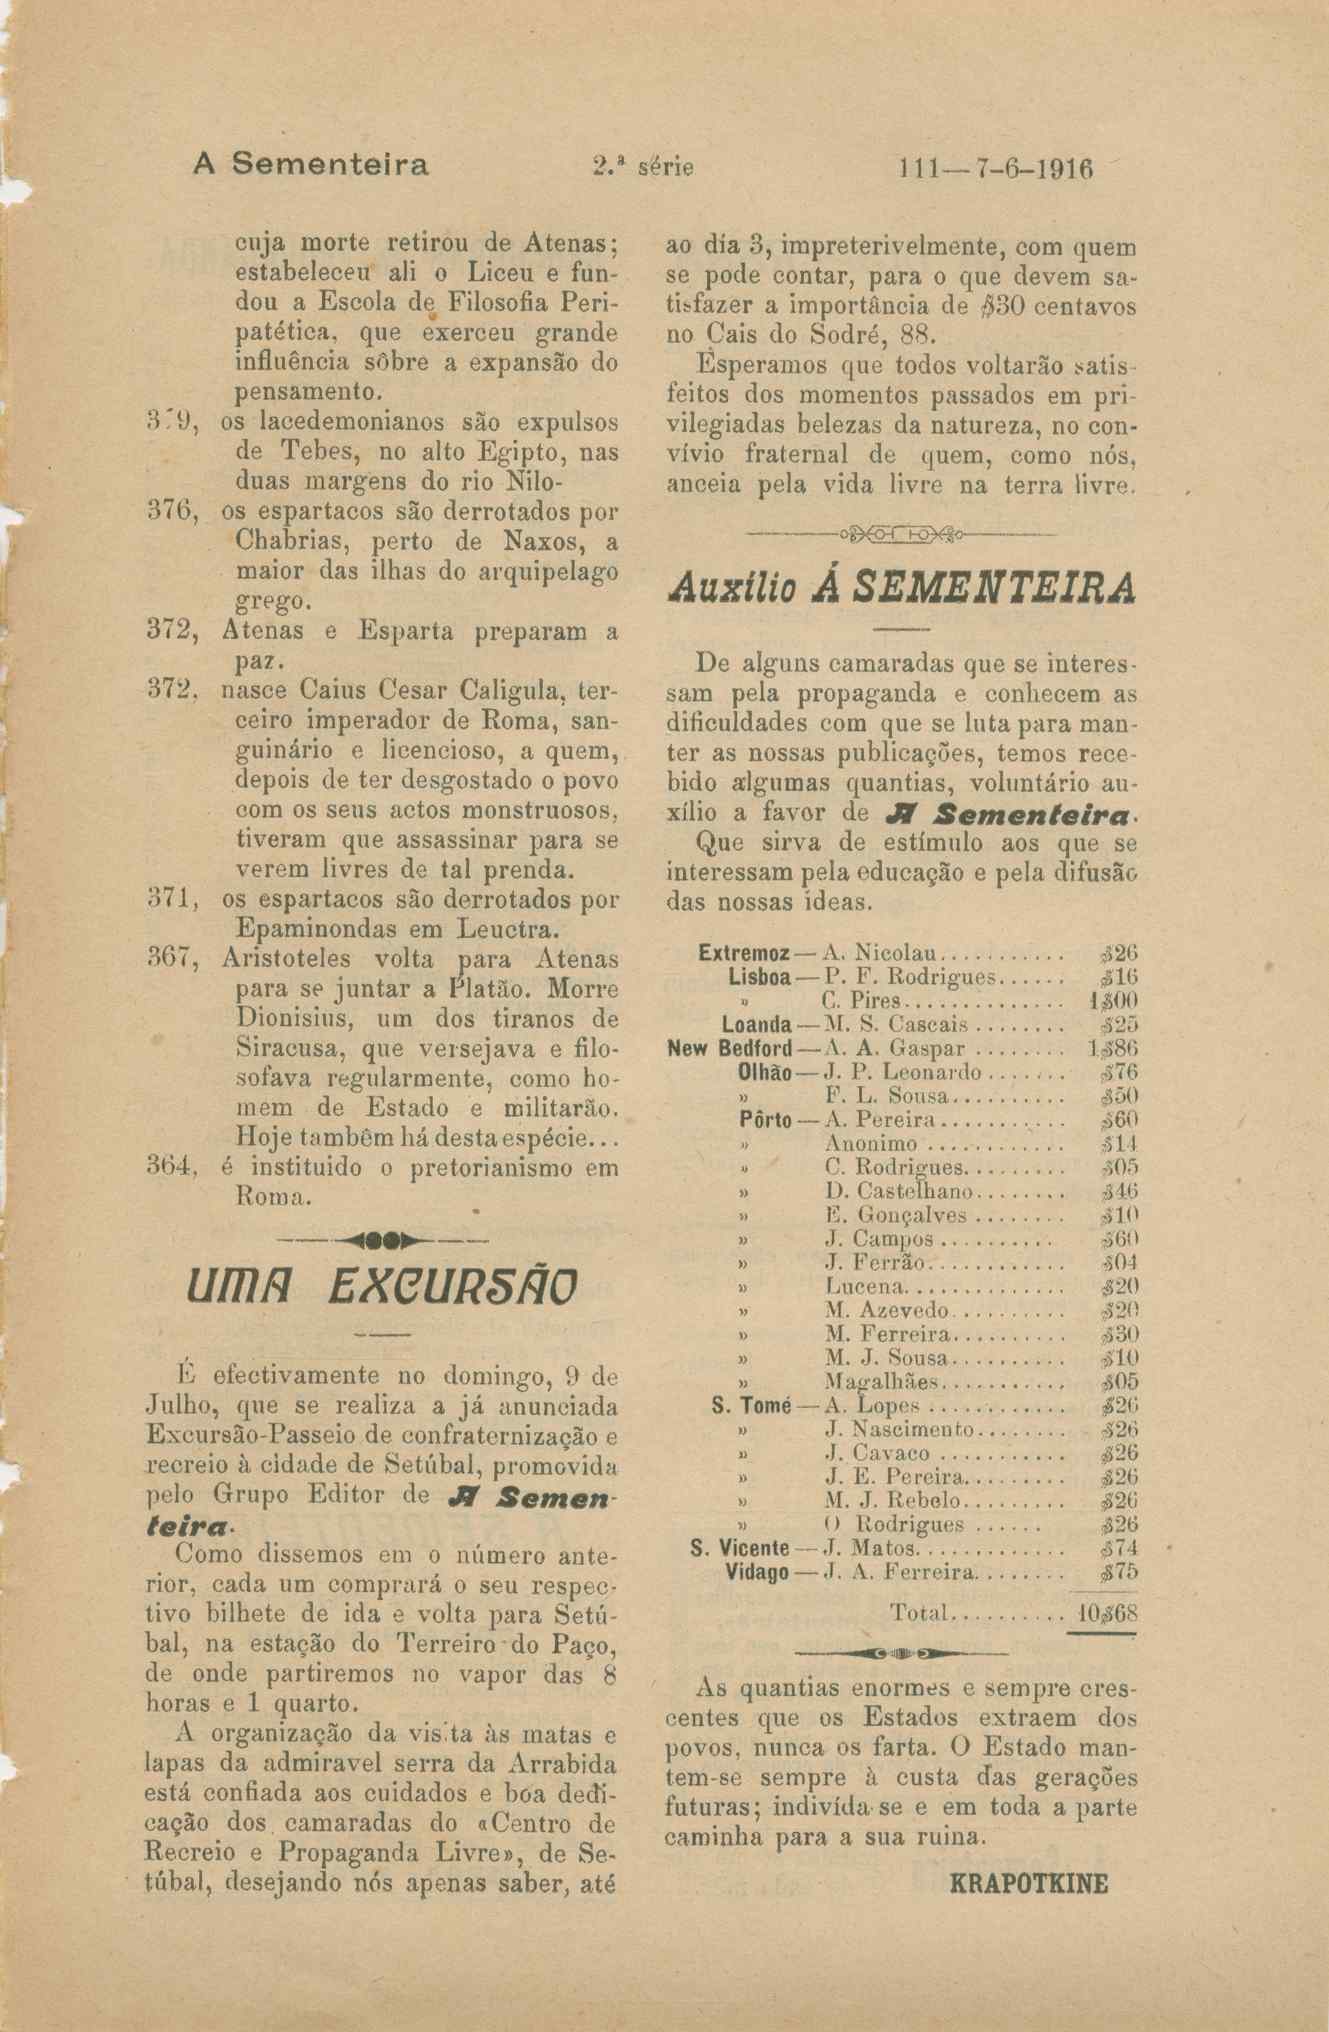 A Sementeira 2.ª série 111—7-6-1916
cuja morte retirou de Atenas;
estabeleceu ali o Liceu e fun-
dou a Escola de Filosofia Peri-
patética, que exerceu grande
influência sôbre a expansão do
pensamento.
os lacedemonianos são expulsos
de Tebes, no alto Egipto, nas
duas margens do rio Nilo-
376, os espartacos são derrotados por
Chabrias, perto de Naxos, a
maior das ilhas do arquipelago
grego.
372, Atenas e Esparta preparam a
paz.
372, nasce Caius Cesar Caligula, ter-
ceiro imperador de Roma, san-
guinário e licencioso, a quem,
depois de ter desgostado o povo
com os seus actos monstruosos,
tiveram que assassinar para se
verem livres de tal prenda.
371, os espartacos são derrotados por
Epaminondas em Leuctra.
367, Aristoteles volta para Atenas
para se juntar a Platão. Morre
Dionisius, um dos tiranos de
Siracusa, que versejava e filo-
sofava regularmente, como ho-
mem de Estado e militarão.
Hoje tambêm há desta espécie...
364, é instituido o pretorianismo em
Roma.
UMA EXCURSÃO
É efectivamente no domingo, 9 de
Julho, que se realiza a já anunciada
Excursão-Passeio de confraternização e
recreio à cidade de Setúbal, promovida
pelo Grupo Editor de A Semen-
teira.
Como dissemos em o número ante-
rior, cada um comprará o seu respec-
tivo bilhete de ida e volta para Setú-
bal, na estação do Terreiro do Paço,
de onde partiremos no vapor das 8
horas e 1 quarto.
A organização da visita às matas e
lapas da admiravel serra da Arrabida
está confiada aos cuidados e boa dedi-
cação dos camaradas do «Centro de
Recreio e Propaganda Livre», de Se-
túbal, desejando nós apenas saber, até
ao día 3, impreterivelmente, com quem
se pode contar, para o que devem sa-
tisfazer a importância de $30 centavos
no Cais do Sodré, 88.
Esperamos que todos voltarão satis-
feitos dos momentos passados em pri-
vilegiadas belezas da natureza, no con-
vívio fraternal de quem, como nós,
anceia pela vida livre na terra livre.
Auxílio Á SEMENTEIRA
De alguns camaradas que se interes-
sam pela propaganda e conhecem as
dificuldades com que se luta para man-
ter as nossas publicações, temos rece-
bido algumas quantias, voluntário au-
xílio a favor de A Sementeira.
Que sirva de estímulo aos que se
interessam pela educação e pela difusão
das nossas ídeas.
Extremoz — A. Nicolau........... $26
Lisboa — P. F. Rodrigues...... $16
» C. Pires.............. 1$00
Loanda — M. S. Cascais ........ $25
New Bedford — A. A. Gaspar ........ 1$86
Olhão — J. P. Leonardo ....... $76
» F. L. Sousa.......... $50
Pôrto — A. Pereira........... $60
» Anonimo ............ $14
» C. Rodrigues......... $05
» D. Castelhano........ $46
» E. Gonçalves ........ $10
» J. Campos .......... $60
» J. Ferrão............ $04
» Lucena.............. $20
» M. Azevedo.......... $20
» M. Ferreira.......... $30
» M. J. Sousa.......... $10
» Magalhães........... $05
S. Tomé — A. Lopes ............ $26
» J. Nascimento........ $26
» J. Cavaco ........... $26
» J. E. Pereira......... $26
» M. J. Rebelo......... $26
» O Rodrigues ...... $26
S. Vicente — J. Matos............. $74
Vidago — J. A. Ferreira........ $75
Total.......... 10$68
As quantias enormes e sempre cres-
centes que os Estados extraem dos
povos, nunca os farta. O Estado man-
tem-se sempre à custa das gerações
futuras; indivída-se e em toda a parte
caminha para a sua ruina.
KRAPOTKINE